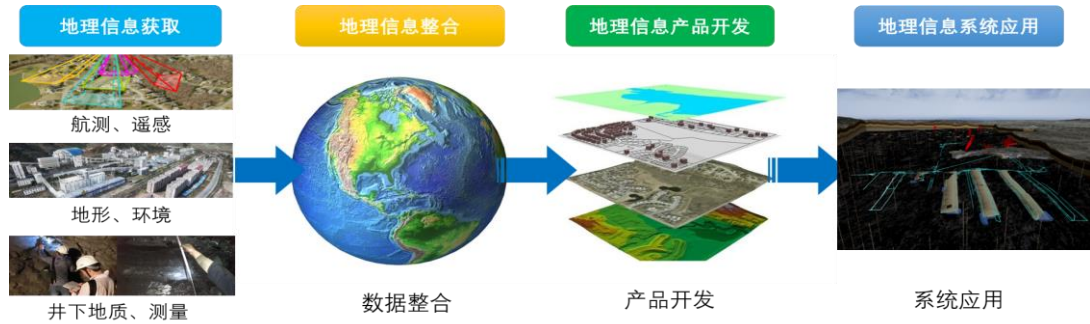 地理信息获取
地理信息整合
地理信息产品开发
地理信息系统应用
航测、遥感
地形、环境
井下地质、测量
数据整合
产品开发
系统应用